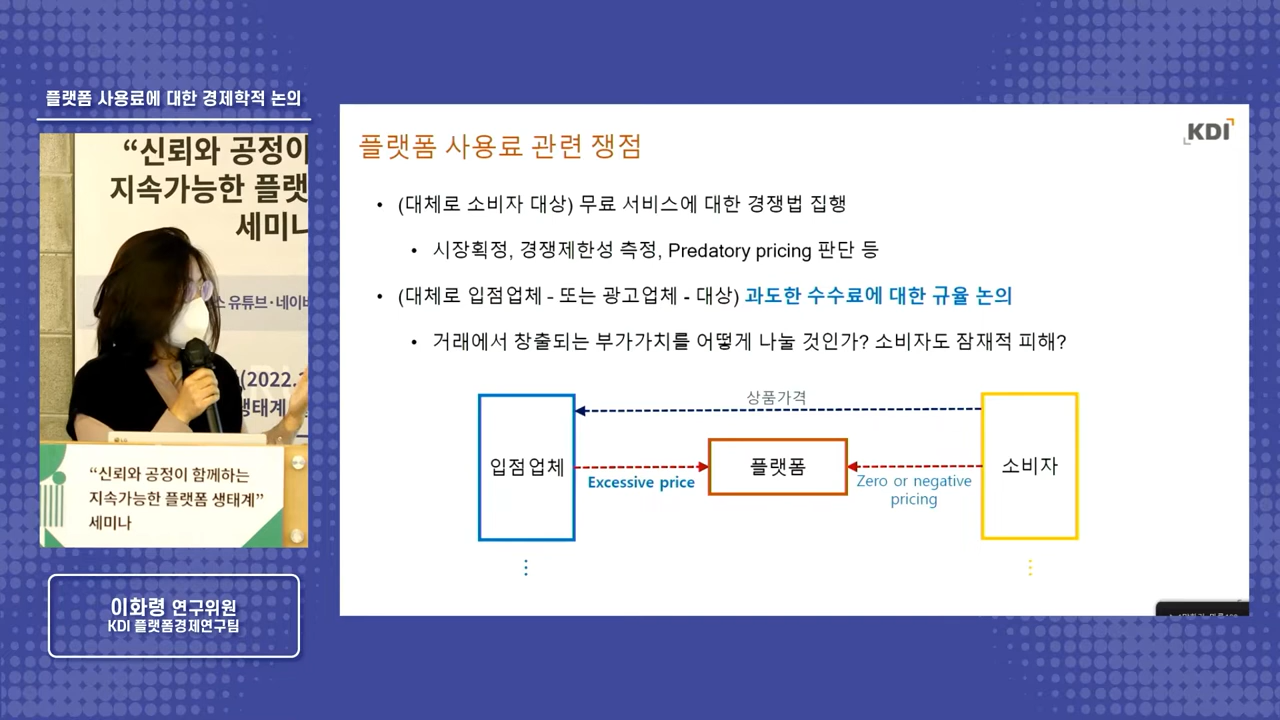 플랫폼 사용료에 대한 경제학적 논의
“신뢰와 공정이
지속가능한 플랫
세미나
유튜브·네이버
(2022.
생태계
“신뢰와 공정이 함께하는
지속가능한 플랫폼 생태계”
세미나
이화령 연구위원
KDI 플랫폼경제연구팀
플랫폼 사용료 관련 쟁점
KDI
• (대체로 소비자 대상) 무료 서비스에 대한 경쟁법 집행
• 시장획정, 경쟁제한성 측정, Predatory pricing 판단 등
• (대체로 입점업체 - 또는 광고업체 - 대상) 과도한 수수료에 대한 규율 논의
• 거래에서 창출되는 부가가치를 어떻게 나눌 것인가? 소비자도 잠재적 피해?
상품가격
입점업체
플랫폼
소비자
Excessive price
Zero or negative
pricing